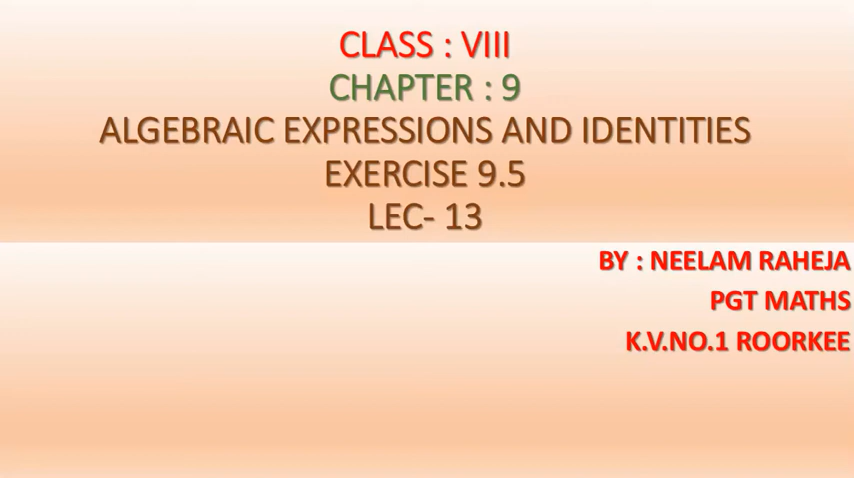 CLASS : VIII
CHAPTER : 9
ALGEBRAIC EXPRESSIONS AND IDENTITIES
EXERCISE 9.5
LEC- 13
BY : NEELAM RAHEJA
PGT MATHS
K.V.NO.1 ROORKEE